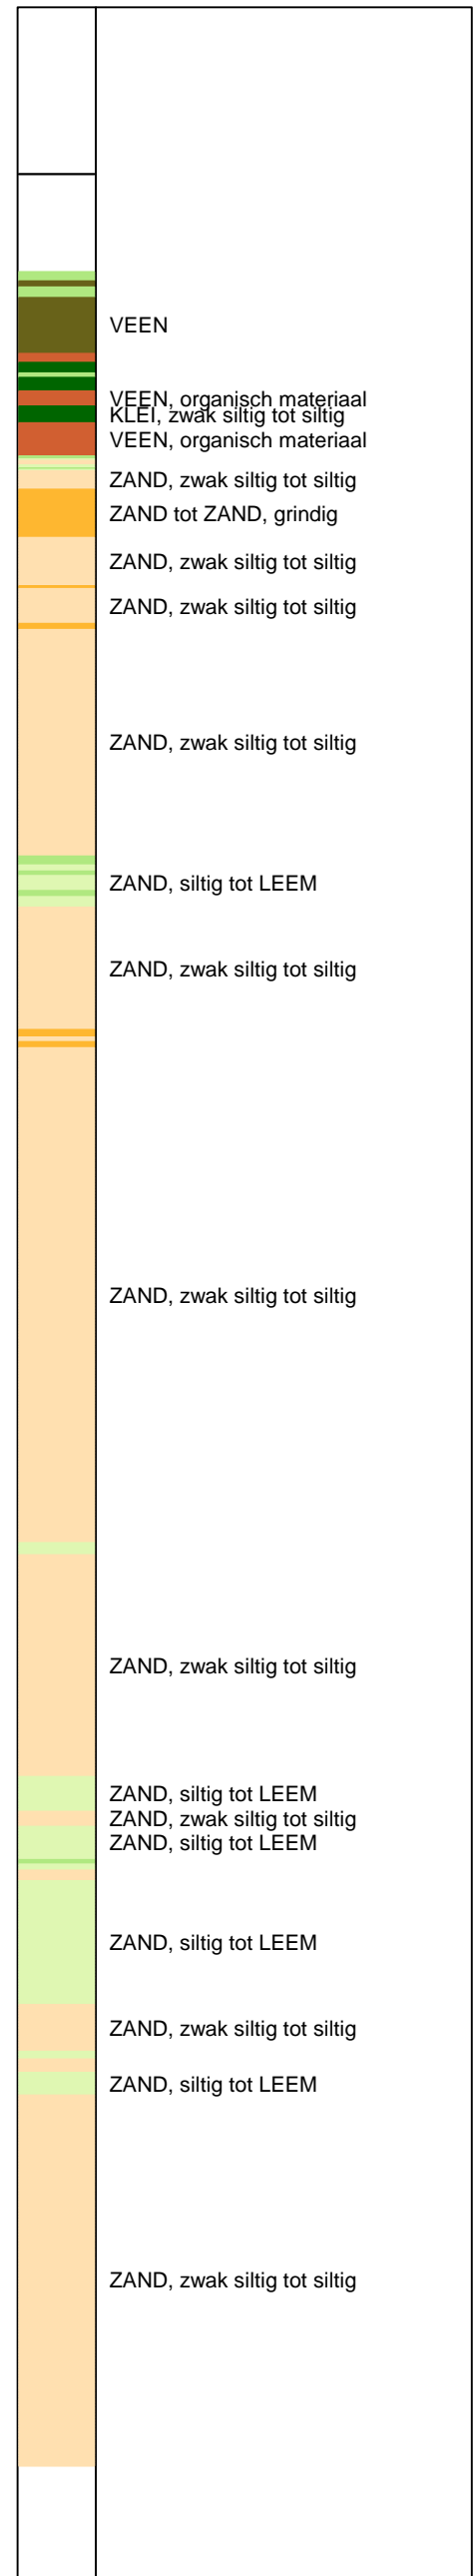 VEEN
VEEN, organisch materiaal
KLEI, zwak siltig tot siltig
VEEN, organisch materiaal
ZAND, zwak siltig tot siltig
ZAND tot ZAND, grindig
ZAND, zwak siltig tot siltig
ZAND, zwak siltig tot siltig
ZAND, zwak siltig tot siltig
ZAND, siltig tot LEEM
ZAND, zwak siltig tot siltig
ZAND, zwak siltig tot siltig
ZAND, zwak siltig tot siltig
ZAND, siltig tot LEEM
ZAND, zwak siltig tot siltig
ZAND, siltig tot LEEM
ZAND, siltig tot LEEM
ZAND, zwak siltig tot siltig
ZAND, siltig tot LEEM
ZAND, zwak siltig tot siltig